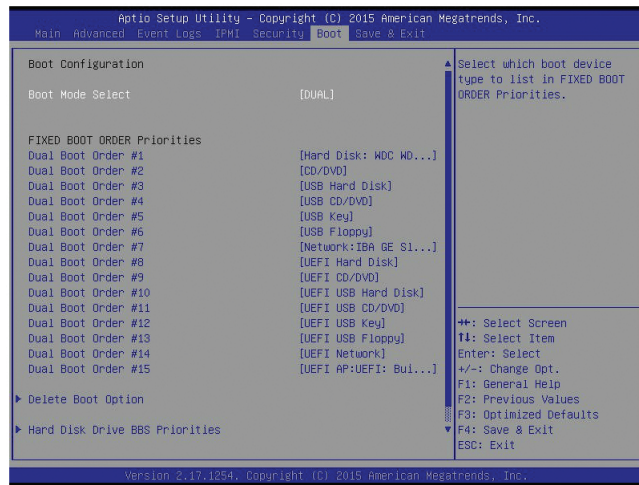 Aptio Setup Utility – Copyright (C) 2015 American Megatrends, Inc.
Main Advanced Event Logs IPMI Security Boot Save & Exit
Boot Configuration
Boot Mode Select [DUAL]
FIXED BOOT ORDER Priorities
Dual Boot Order #1 [Hard Disk: WDC WD...]
Dual Boot Order #2 [CD/DVD]
Dual Boot Order #3 [USB Hard Disk]
Dual Boot Order #4 [USB CD/DVD]
Dual Boot Order #5 [USB Key]
Dual Boot Order #6 [USB Floppy]
Dual Boot Order #7 [Network:IBA GE Sl...]
Dual Boot Order #8 [UEFI Hard Disk]
Dual Boot Order #9 [UEFI CD/DVD]
Dual Boot Order #10 [UEFI USB Hard Disk]
Dual Boot Order #11 [UEFI USB CD/DVD]
Dual Boot Order #12 [UEFI USB Key]
Dual Boot Order #13 [UEFI USB Floppy]
Dual Boot Order #14 [UEFI Network]
Dual Boot Order #15 [UEFI AP:UEFI: Bui...]
▶ Delete Boot Option
▶ Hard Disk Drive BBS Priorities
Select which boot device
type to list in FIXED BOOT
ORDER Priorities.
→←: Select Screen
↑↓: Select Item
Enter: Select
+/-: Change Opt.
F1: General Help
F2: Previous Values
F3: Optimized Defaults
F4: Save & Exit
ESC: Exit
Version 2.17.1254. Copyright (C) 2015 American Megatrends, Inc.